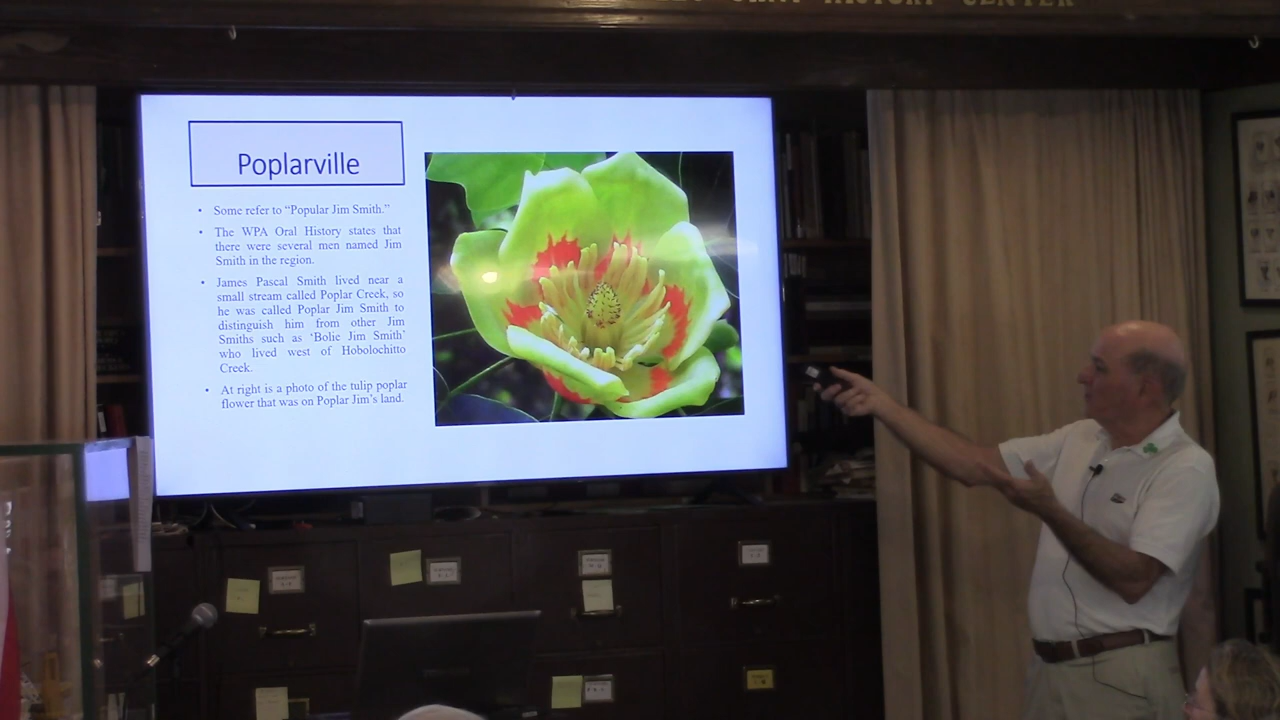 HISTORY CENTER
Poplarville
• Some refer to “Popular Jim Smith.”
• The WPA Oral History states that
there were several men named Jim
Smith in the region.
• James Pascal Smith lived near a
small stream called Poplar Creek, so
he was called Poplar Jim Smith to
distinguish him from other Jim
Smiths such as ‘Bolie Jim Smith’
who lived west of Hobolochitto
Creek.
• At right is a photo of the tulip poplar
flower that was on Poplar Jim’s land.